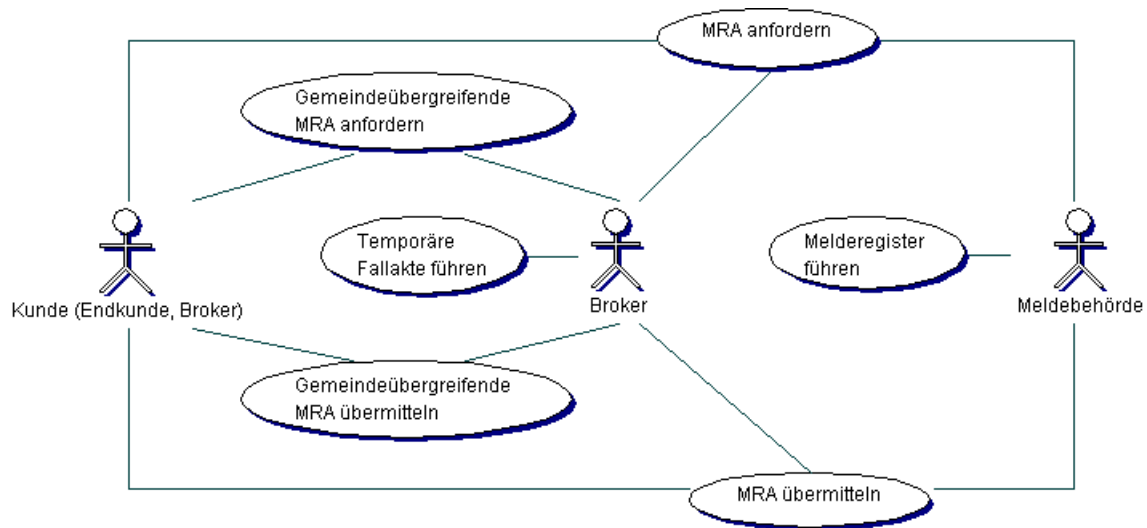 MRA anfordern
Gemeindeübergreifende
MRA anfordern
Temporäre
Fallakte führen
Melderegister
führen
Kunde (Endkunde, Broker)
Broker
Meldebehörde
Gemeindeübergreifende
MRA übermitteln
MRA übermitteln